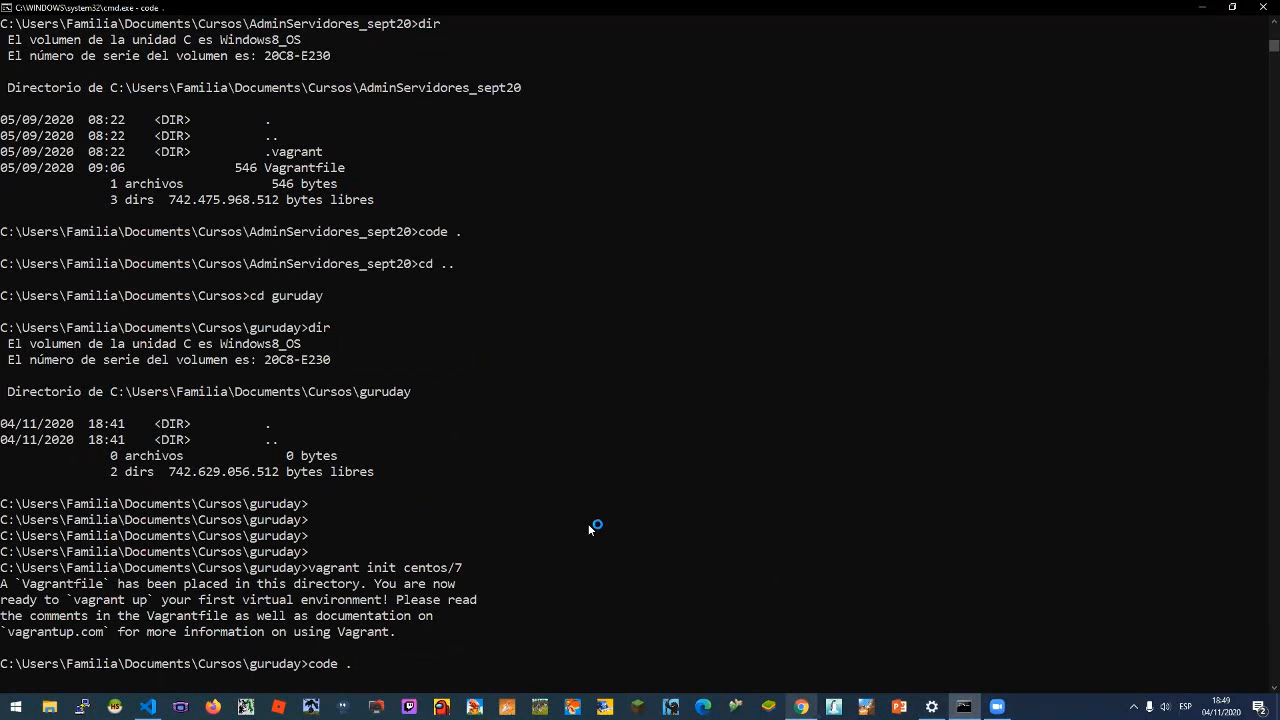 C:\WINDOWS\system32\cmd.exe - code .
C:\Users\Familia\Documents\Cursos\AdminServidores_sept20>dir
El volumen de la unidad C es Windows8_OS
El número de serie del volumen es: 20C8-E230
Directorio de C:\Users\Familia\Documents\Cursos\AdminServidores_sept20
05/09/2020  08:22    <DIR>          .
05/09/2020  08:22    <DIR>          ..
05/09/2020  08:22    <DIR>          .vagrant
05/09/2020  09:06               546 Vagrantfile
1 archivos            546 bytes
3 dirs  742.475.968.512 bytes libres
C:\Users\Familia\Documents\Cursos\AdminServidores_sept20>code .
C:\Users\Familia\Documents\Cursos\AdminServidores_sept20>cd ..
C:\Users\Familia\Documents\Cursos>cd guruday
C:\Users\Familia\Documents\Cursos\guruday>dir
El volumen de la unidad C es Windows8_OS
El número de serie del volumen es: 20C8-E230
Directorio de C:\Users\Familia\Documents\Cursos\guruday
04/11/2020  18:41    <DIR>          .
04/11/2020  18:41    <DIR>          ..
0 archivos              0 bytes
2 dirs  742.629.056.512 bytes libres
C:\Users\Familia\Documents\Cursos\guruday>
C:\Users\Familia\Documents\Cursos\guruday>
C:\Users\Familia\Documents\Cursos\guruday>
C:\Users\Familia\Documents\Cursos\guruday>
C:\Users\Familia\Documents\Cursos\guruday>vagrant init centos/7
A `Vagrantfile` has been placed in this directory. You are now
ready to `vagrant up` your first virtual environment! Please read
the comments in the Vagrantfile as well as documentation on
`vagrantup.com` for more information on using Vagrant.
C:\Users\Familia\Documents\Cursos\guruday>code .
ESP
18:49
04/11/2020
2